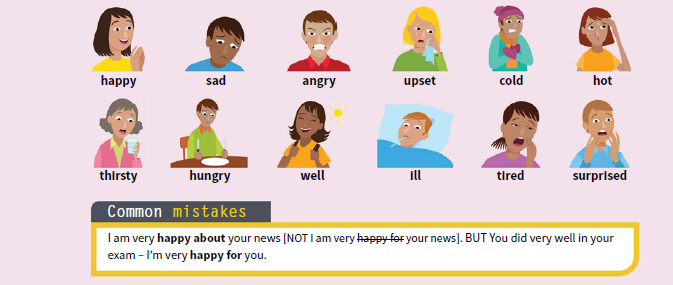 happy sad angry upset cold hot
thirsty hungry well ill tired surprised
Common mistakes
I am very happy about your news [NOT I am very happy for your news]. BUT You did very well in your
exam – I'm very happy for you.